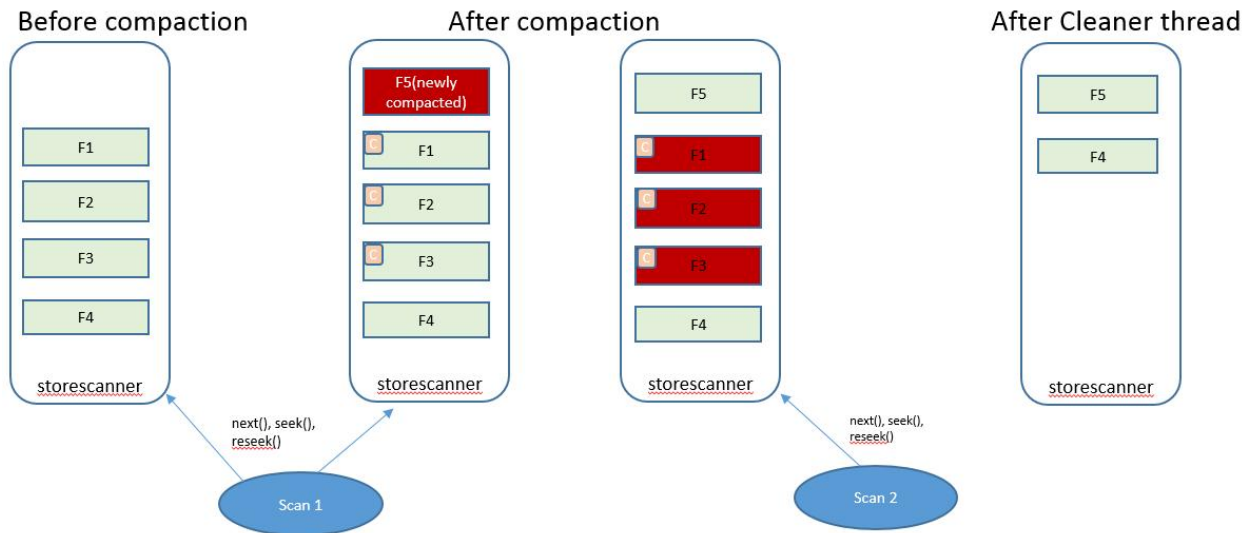 Before compaction
After compaction
After Cleaner thread
F1
F2
F3
F4
storescanner
F5(newly
compacted)
C
F1
C
F2
C
F3
F4
storescanner
F5
C
F1
C
F2
C
F3
F4
storescanner
F5
F4
storescanner
next(), seek(),
reseek()
Scan 1
next(), seek(),
reseek()
Scan 2